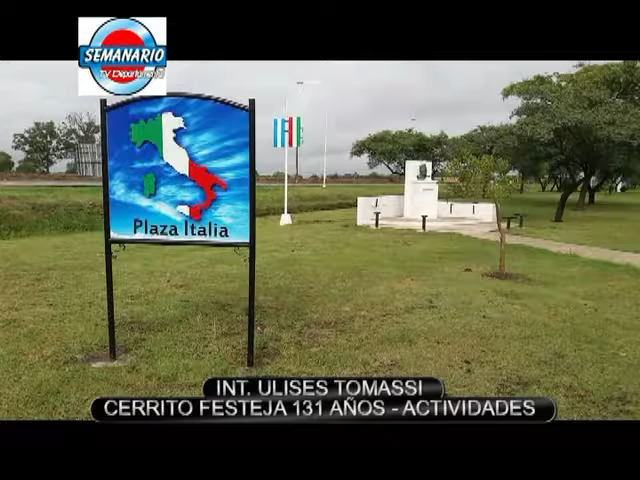 SEMANARIO
TV Departamental
Plaza Italia
INT. ULISES TOMASSI
CERRITO FESTEJA 131 AÑOS - ACTIVIDADES